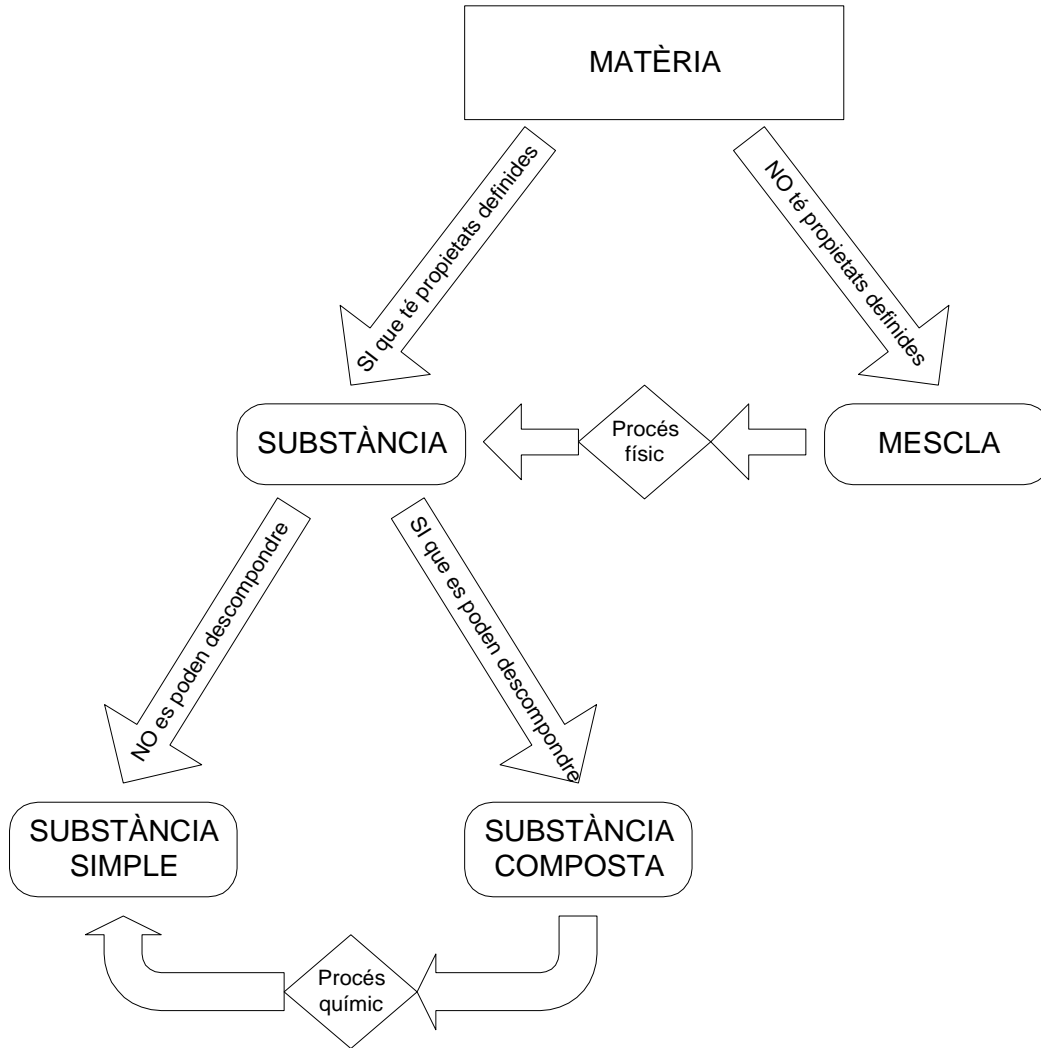 MATÈRIA
SI que té propietats definides
NO té propietats definides
SUBSTÀNCIA
Procés
físic
MESCLA
NO es poden descompondre
SI que es poden descompondre
SUBSTÀNCIA
SIMPLE
SUBSTÀNCIA
COMPOSTA
Procés
químic